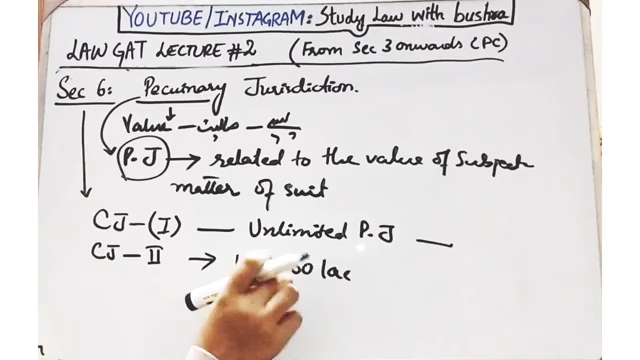 YOUTUBE/INSTAGRAM: Study Law with bushra
LAW GAT LECTURE #2 (From Sec 3 onwards CPC)
Sec 6: Pecuniary Jurisdiction.
Value
P.J → related to the value of Subject
matter of suit
CJ-(I) — Unlimited P.J —
CJ-II → lac